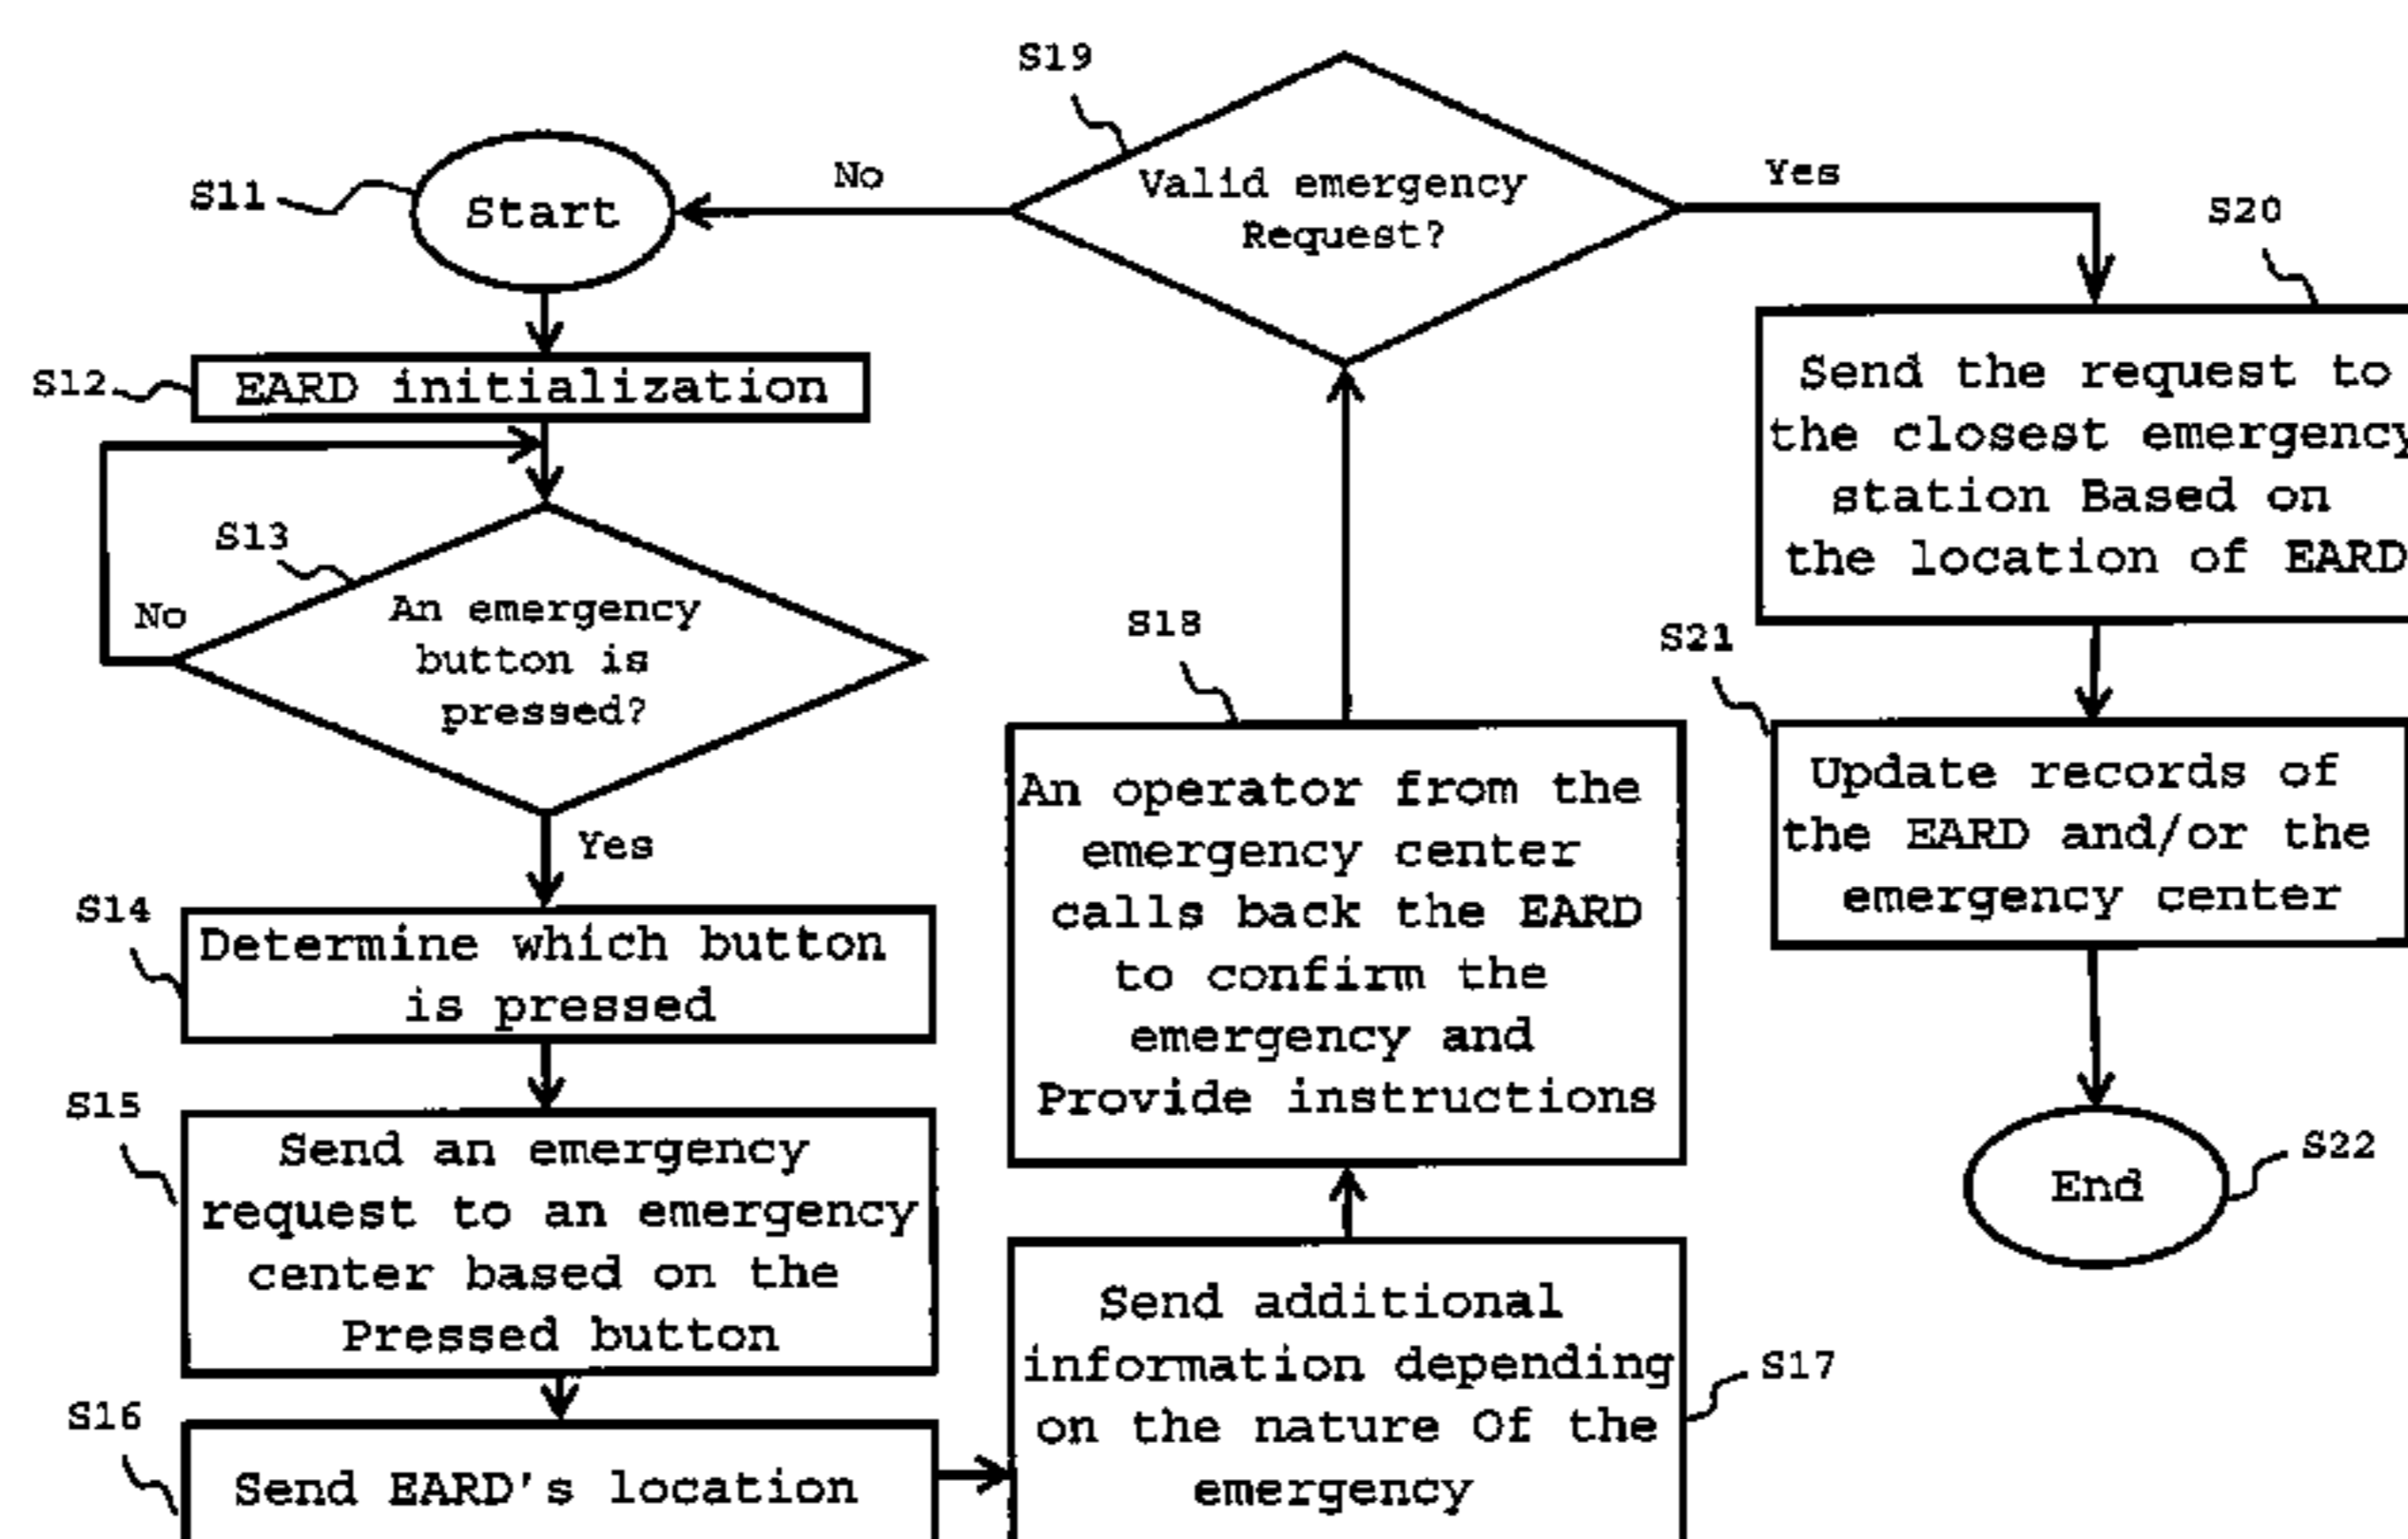 S11
Start
S12
EARD initialization
S13
An emergency
button is
pressed?
No
Yes
S14
Determine which button
is pressed
S15
Send an emergency
request to an emergency
center based on the
Pressed button
S16
Send EARD's location
S17
Send additional
information depending
on the nature Of the
emergency
S18
An operator from the
emergency center
calls back the EARD
to confirm the
emergency and
Provide instructions
S19
Valid emergency
Request?
No
Yes
S20
Send the request to
the closest emergency
station Based on
the location of EARD
S21
Update records of
the EARD and/or the
emergency center
S22
End